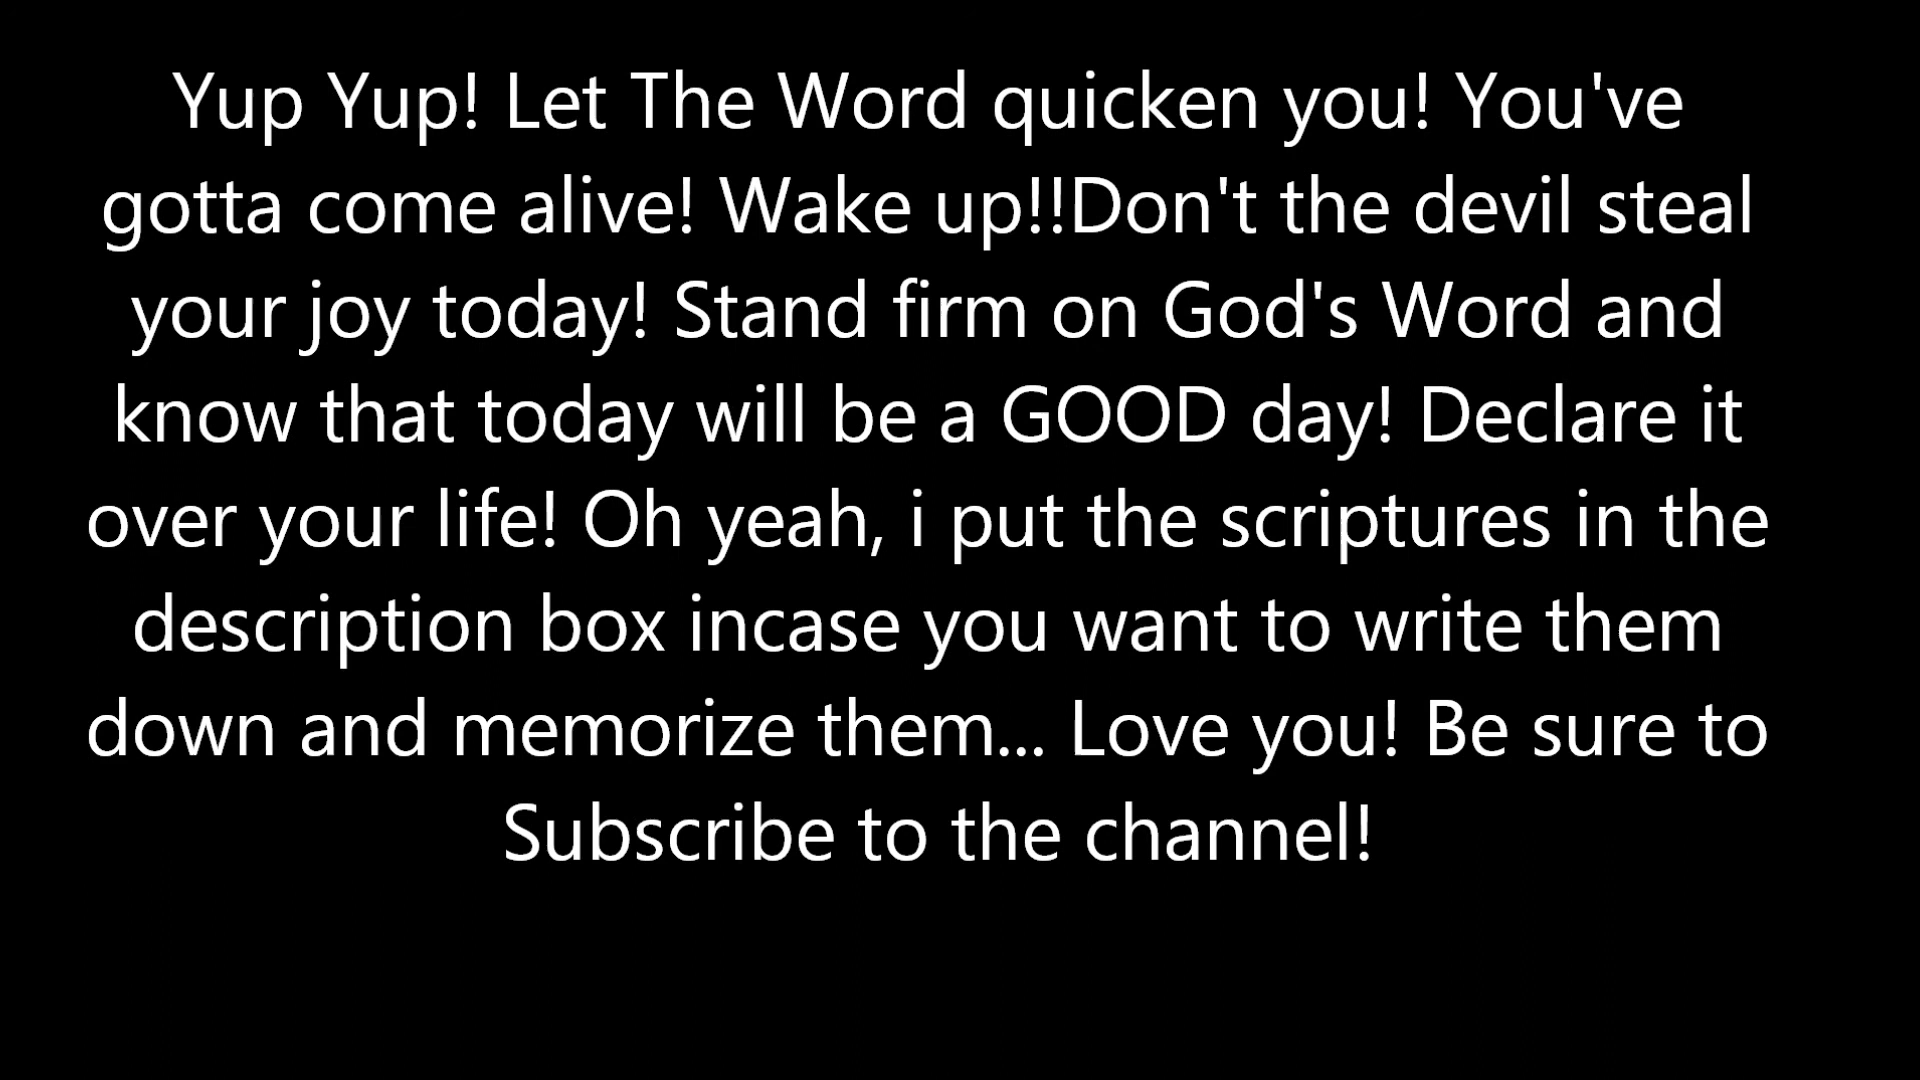 Yup Yup! Let The Word quicken you! You've
gotta come alive! Wake up!!Don't the devil steal
your joy today! Stand firm on God's Word and
know that today will be a GOOD day! Declare it
over your life! Oh yeah, i put the scriptures in the
description box incase you want to write them
down and memorize them... Love you! Be sure to
Subscribe to the channel!